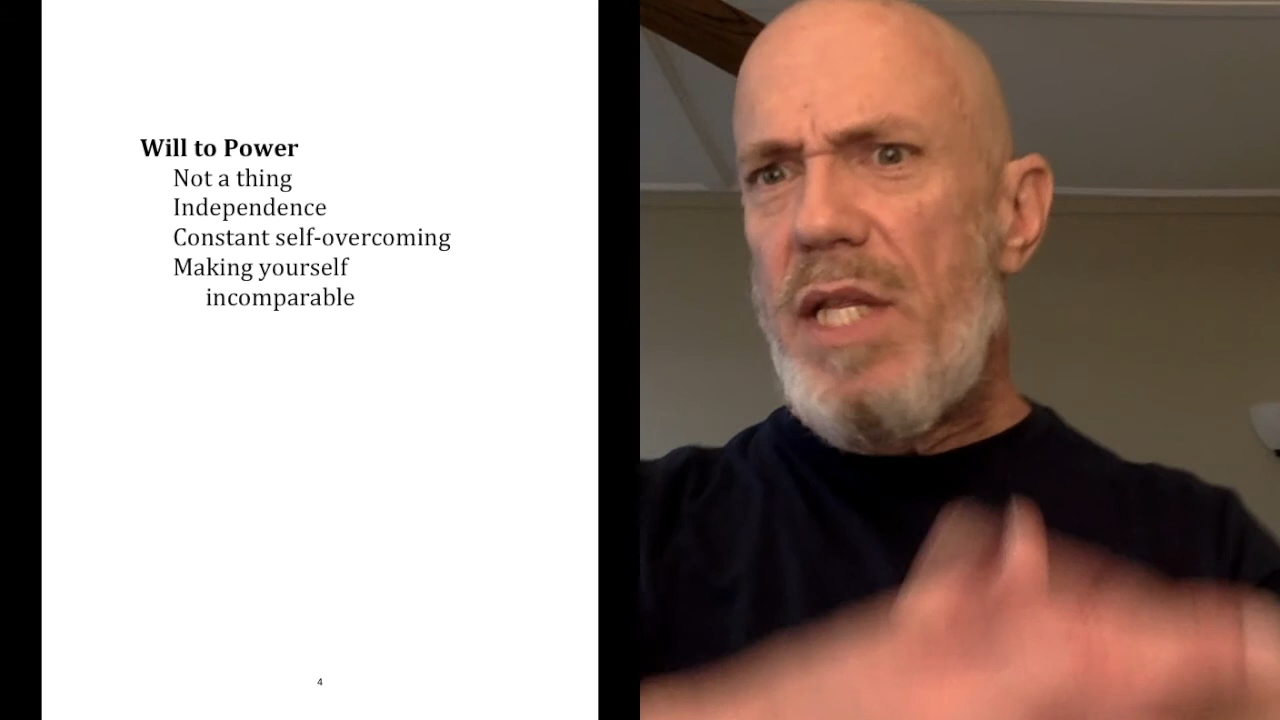 Will to Power
Not a thing
Independence
Constant self-overcoming
Making yourself
incomparable
4